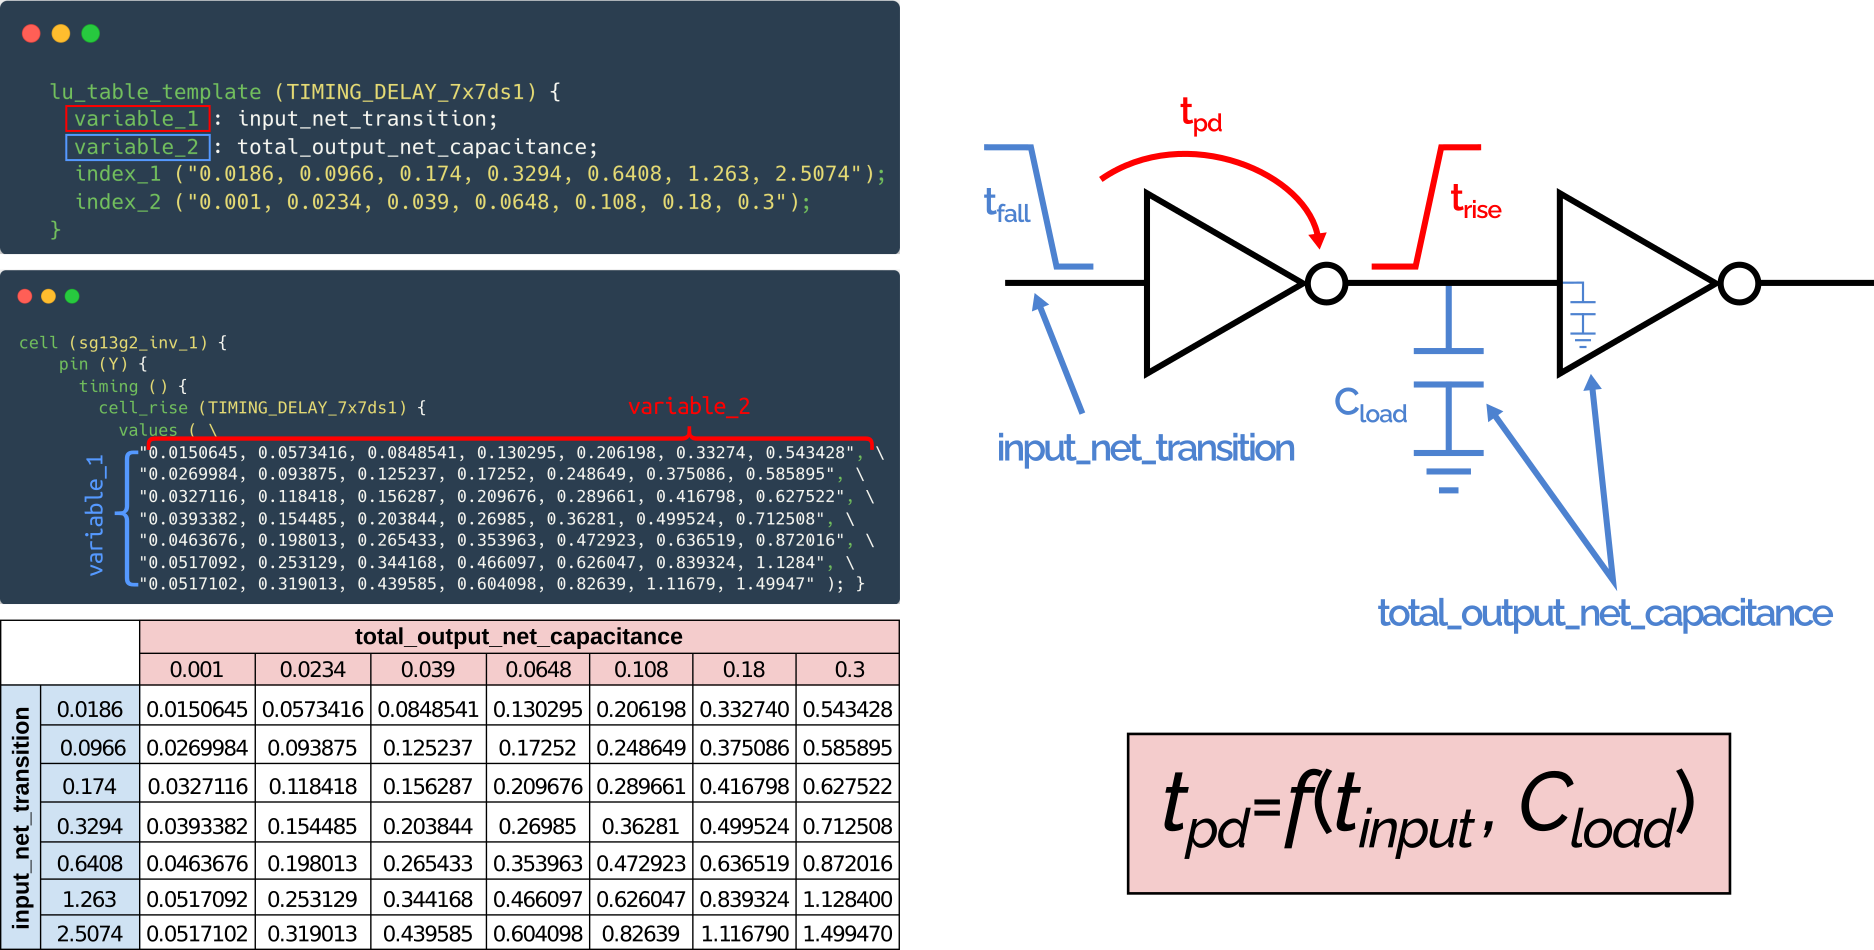 lu_table_template (TIMING_DELAY_7x7ds1) {
variable_1 : input_net_transition;
variable_2 : total_output_net_capacitance;
index_1 ("0.0186, 0.0966, 0.174, 0.3294, 0.6408, 1.263, 2.5074");
index_2 ("0.001, 0.0234, 0.039, 0.0648, 0.108, 0.18, 0.3");
}
cell (sg13g2_inv_1) {
pin (Y) {
timing () {
cell_rise (TIMING_DELAY_7x7ds1) {
variable_2
values ( \
variable_1
"0.0150645, 0.0573416, 0.0848541, 0.130295, 0.206198, 0.33274, 0.543428", \
"0.0269984, 0.093875, 0.125237, 0.17252, 0.248649, 0.375086, 0.585895", \
"0.0327116, 0.118418, 0.156287, 0.209676, 0.289661, 0.416798, 0.627522", \
"0.0393382, 0.154485, 0.203844, 0.26985, 0.36281, 0.499524, 0.712508", \
"0.0463676, 0.198013, 0.265433, 0.353963, 0.472923, 0.636519, 0.872016", \
"0.0517092, 0.253129, 0.344168, 0.466097, 0.626047, 0.839324, 1.1284", \
"0.0517102, 0.319013, 0.439585, 0.604098, 0.82639, 1.11679, 1.49947" ); }
total_output_net_capacitance
0.001 0.0234 0.039 0.0648 0.108 0.18 0.3
input_net_transition
0.0186 0.0150645 0.0573416 0.0848541 0.130295 0.206198 0.332740 0.543428
0.0966 0.0269984 0.093875 0.125237 0.17252 0.248649 0.375086 0.585895
0.174 0.0327116 0.118418 0.156287 0.209676 0.289661 0.416798 0.627522
0.3294 0.0393382 0.154485 0.203844 0.26985 0.36281 0.499524 0.712508
0.6408 0.0463676 0.198013 0.265433 0.353963 0.472923 0.636519 0.872016
1.263 0.0517092 0.253129 0.344168 0.466097 0.626047 0.839324 1.128400
2.5074 0.0517102 0.319013 0.439585 0.604098 0.82639 1.116790 1.499470
tpd
tfall
trise
Cload
input_net_transition
total_output_net_capacitance
tpd=f(tinput, Cload)